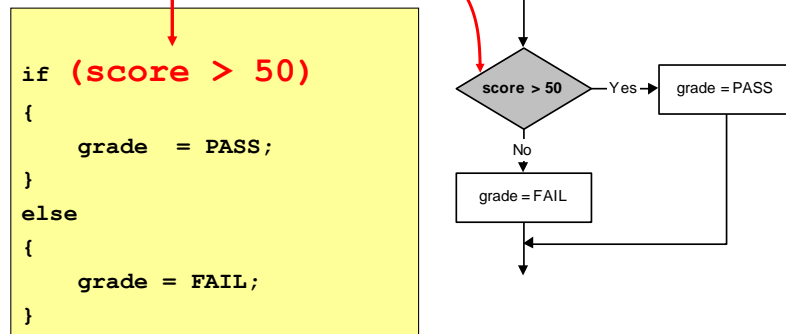 if (score > 50)
{
grade = PASS;
}
else
{
grade = FAIL;
}
score > 50
Yes
grade = PASS
No
grade = FAIL